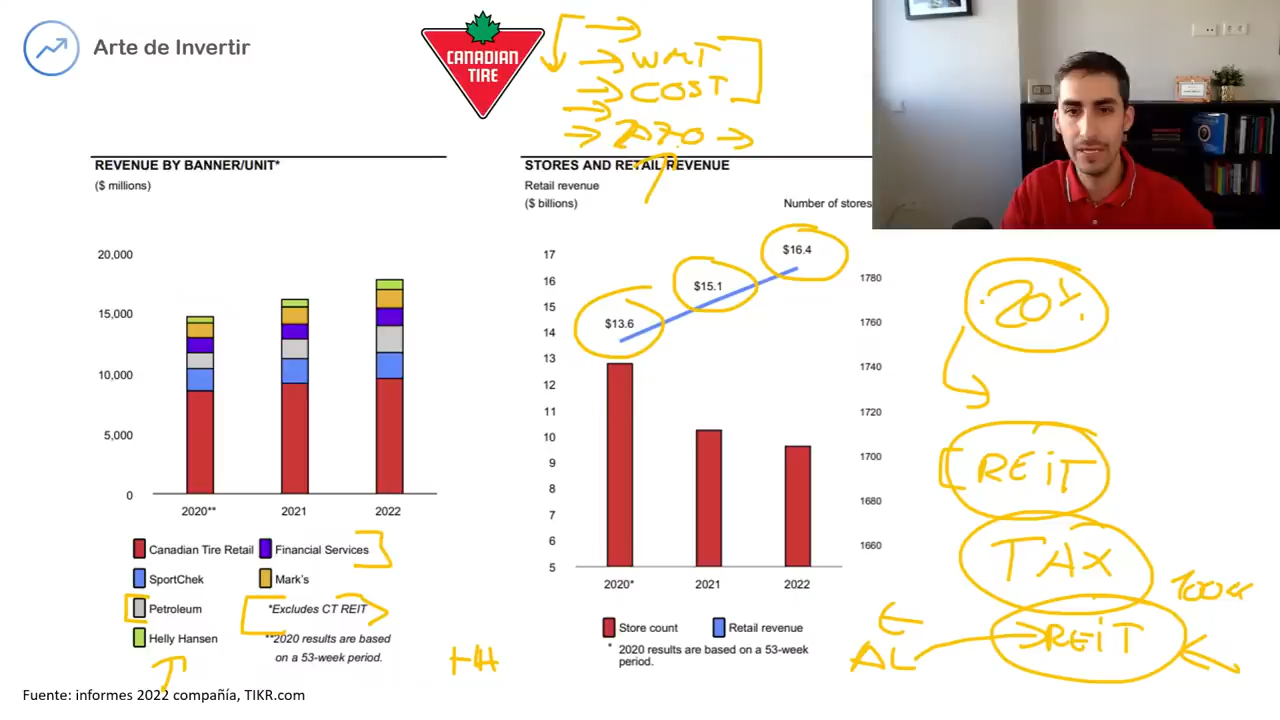 Arte de Invertir
CANADIAN
TIRE
WMT
COST
AZO
REVENUE BY BANNER/UNIT*
($ millions)
20,000
15,000
10,000
5,000
0
2020**
2021
2022
Canadian Tire Retail
Financial Services
SportChek
Mark's
Petroleum
*Excludes CT REIT
Helly Hansen
**2020 results are based
on a 53-week period.
HH
STORES AND RETAIL REVENUE
Retail revenue
($ billions)
Number of stores
17
16
15
14
13
12
11
10
9
8
7
6
5
$13.6
$15.1
$16.4
1780
1760
1740
1720
1700
1680
1660
2020*
2021
2022
Store count
Retail revenue
* 2020 results are based on a 53-week
period.
20%
REiT
TAX
REiT
AL
Fuente: informes 2022 compañía, TIKR.com